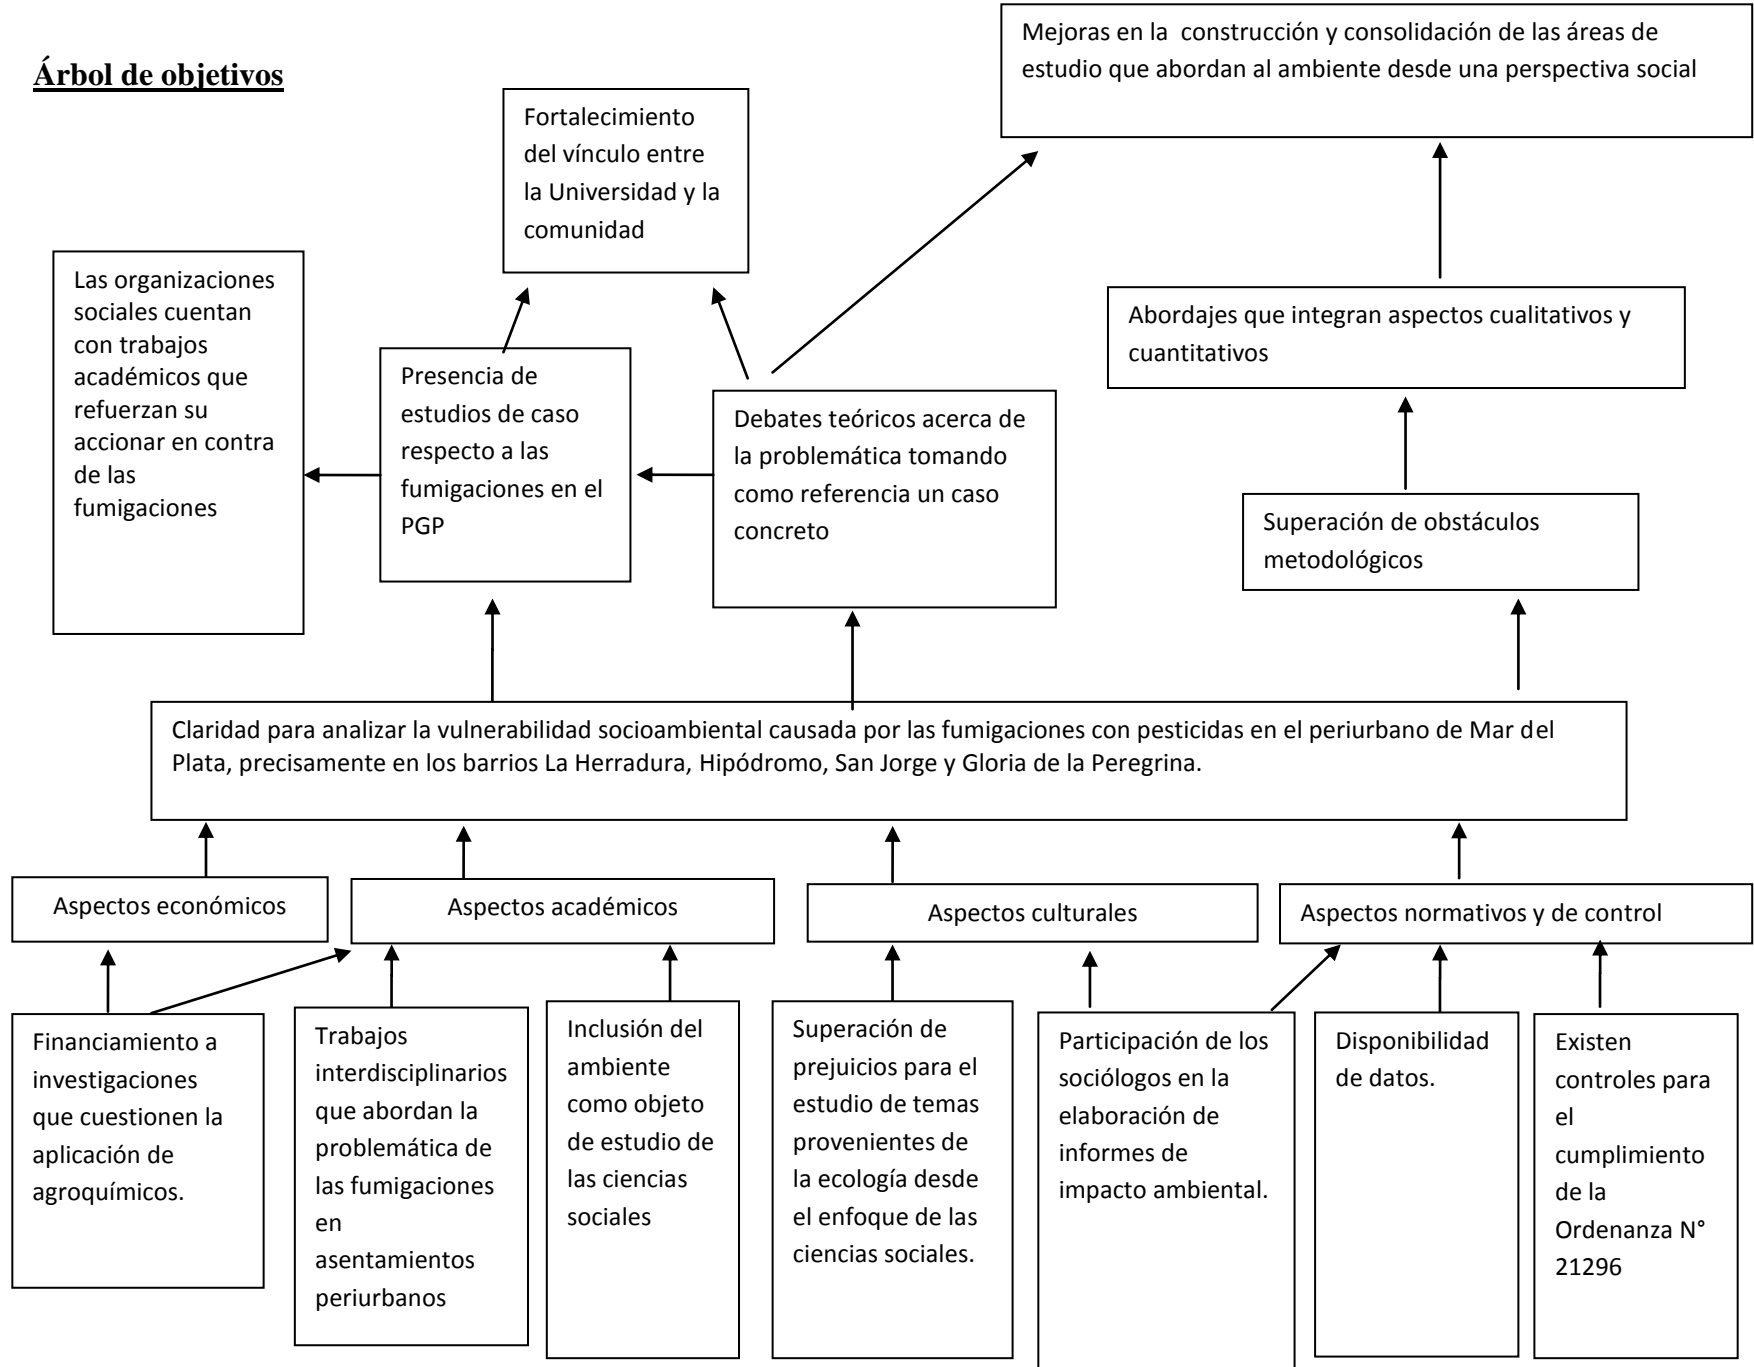 Árbol de objetivos
Mejoras en la construcción y consolidación de las áreas de
estudio que abordan al ambiente desde una perspectiva social
Fortalecimiento
del vínculo entre
la Universidad y la
comunidad
Las organizaciones
sociales cuentan
con trabajos
académicos que
refuerzan su
accionar en contra
de las
fumigaciones
Presencia de
estudios de caso
respecto a las
fumigaciones en el
PGP
Debates teóricos acerca de
la problemática tomando
como referencia un caso
concreto
Abordajes que integran aspectos cualitativos y
cuantitativos
Superación de obstáculos
metodológicos
Claridad para analizar la vulnerabilidad socioambiental causada por las fumigaciones con pesticidas en el periurbano de Mar del
Plata, precisamente en los barrios La Herradura, Hipódromo, San Jorge y Gloria de la Peregrina.
Aspectos económicos
Aspectos académicos
Aspectos culturales
Aspectos normativos y de control
Financiamiento a
investigaciones
que cuestionen la
aplicación de
agroquímicos.
Trabajos
interdisciplinarios
que abordan la
problemática de
las fumigaciones
en
asentamientos
periurbanos
Inclusión del
ambiente
como objeto
de estudio de
las ciencias
sociales
Superación de
prejuicios para el
estudio de temas
provenientes de
la ecología desde
el enfoque de las
ciencias sociales.
Participación de los
sociólogos en la
elaboración de
informes de
impacto ambiental.
Disponibilidad
de datos.
Existen
controles para
el
cumplimiento
de la
Ordenanza N°
21296